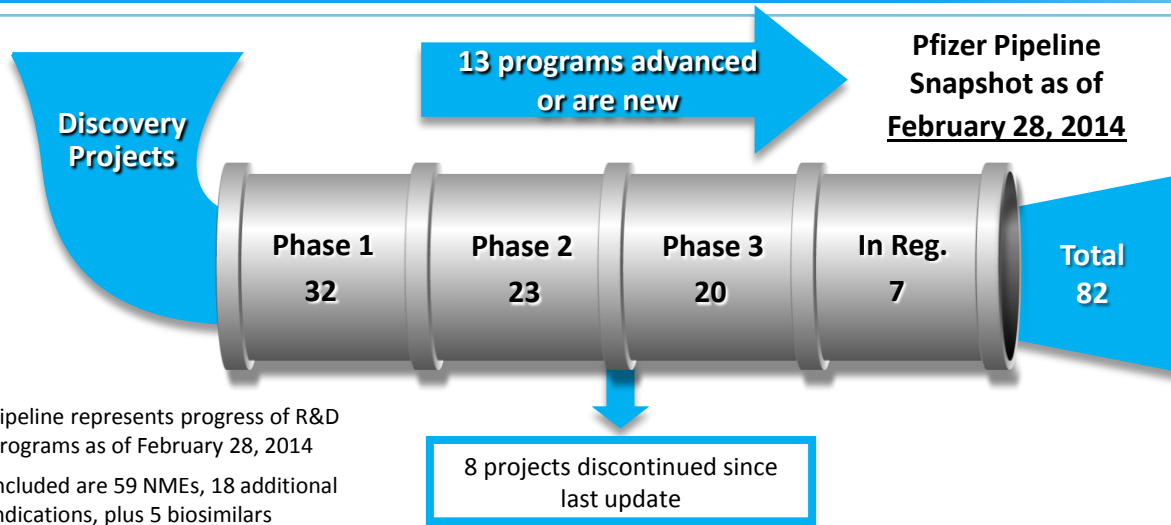 13 programs advanced
or are new
Pfizer Pipeline
Snapshot as of
February 28, 2014
Discovery
Projects
Phase 1
32
Phase 2
23
Phase 3
20
In Reg.
7
Total
82
ipeline represents progress of R&D
rograms as of February 28, 2014
ncluded are 59 NMEs, 18 additional
ndications, plus 5 biosimilars
8 projects discontinued since
last update